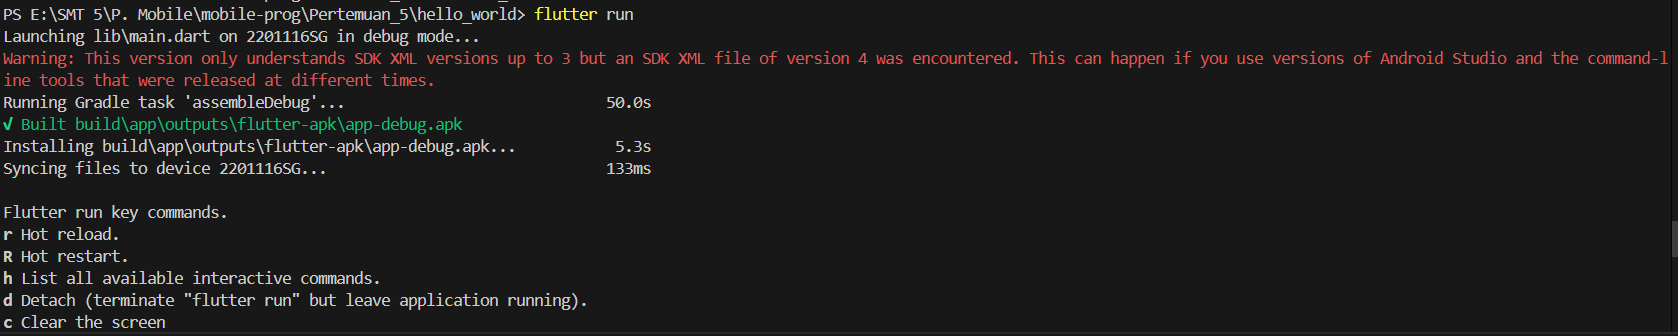 PS E:\SMT 5\P. Mobile\mobile-prog\Pertemuan_5\hello_world> flutter run
Launching lib\main.dart on 2201116SG in debug mode...
Warning: This version only understands SDK XML versions up to 3 but an SDK XML file of version 4 was encountered. This can happen if you use versions of Android Studio and the command-l
ine tools that were released at different times.
Running Gradle task 'assembleDebug'... 50.0s
√ Built build\app\outputs\flutter-apk\app-debug.apk
Installing build\app\outputs\flutter-apk\app-debug.apk... 5.3s
Syncing files to device 2201116SG... 133ms
Flutter run key commands.
r Hot reload.
R Hot restart.
h List all available interactive commands.
d Detach (terminate "flutter run" but leave application running).
c Clear the screen